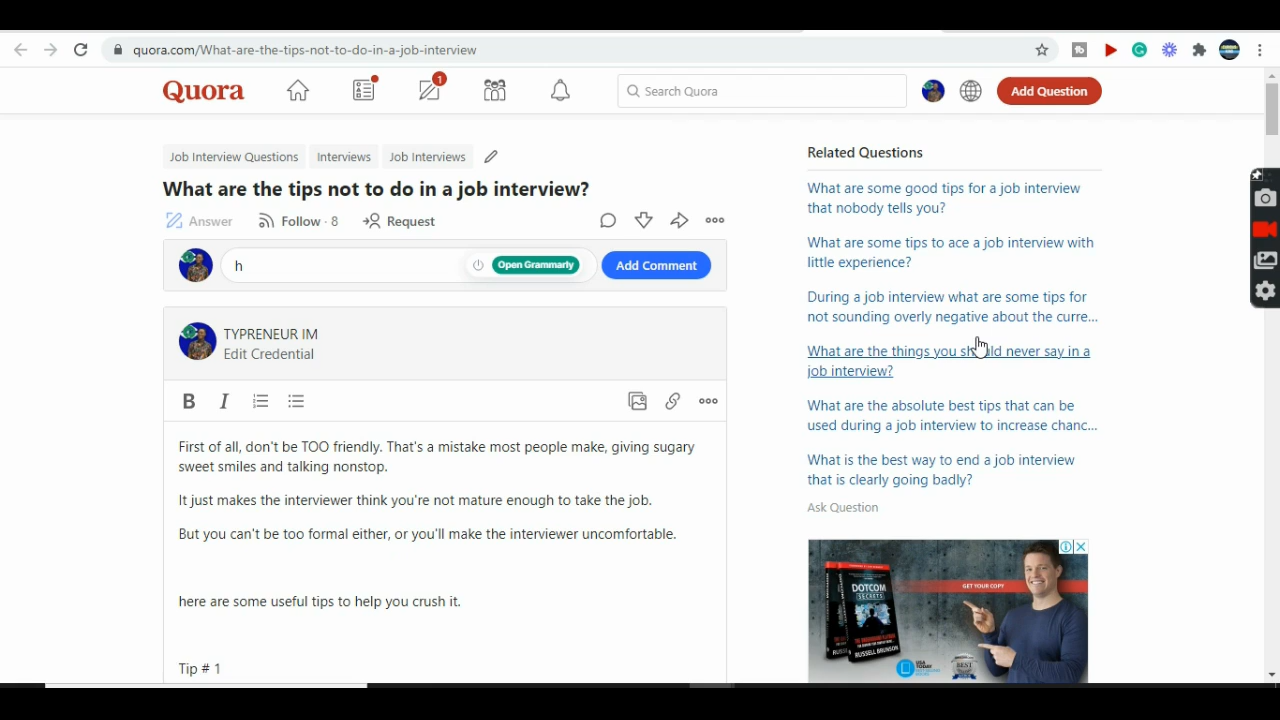 quora.com/What-are-the-tips-not-to-do-in-a-job-interview
Quora
1
Search Quora
Add Question
Job Interview Questions
Interviews
Job Interviews
What are the tips not to do in a job interview?
Answer
Follow · 8
Request
h
Open Grammarly
Add Comment
TYPRENEUR IM
Edit Credential
B I
First of all, don't be TOO friendly. That's a mistake most people make, giving sugary
sweet smiles and talking nonstop.
It just makes the interviewer think you're not mature enough to take the job.
But you can't be too formal either, or you'll make the interviewer uncomfortable.
here are some useful tips to help you crush it.
Tip # 1
Related Questions
What are some good tips for a job interview
that nobody tells you?
What are some tips to ace a job interview with
little experience?
During a job interview what are some tips for
not sounding overly negative about the curre...
What are the things you should never say in a
job interview?
What are the absolute best tips that can be
used during a job interview to increase chanc...
What is the best way to end a job interview
that is clearly going badly?
Ask Question
GET YOUR COPY
DOTCOM
SECRETS
RUSSELL BRUNSON
USA
TODAY
BEST